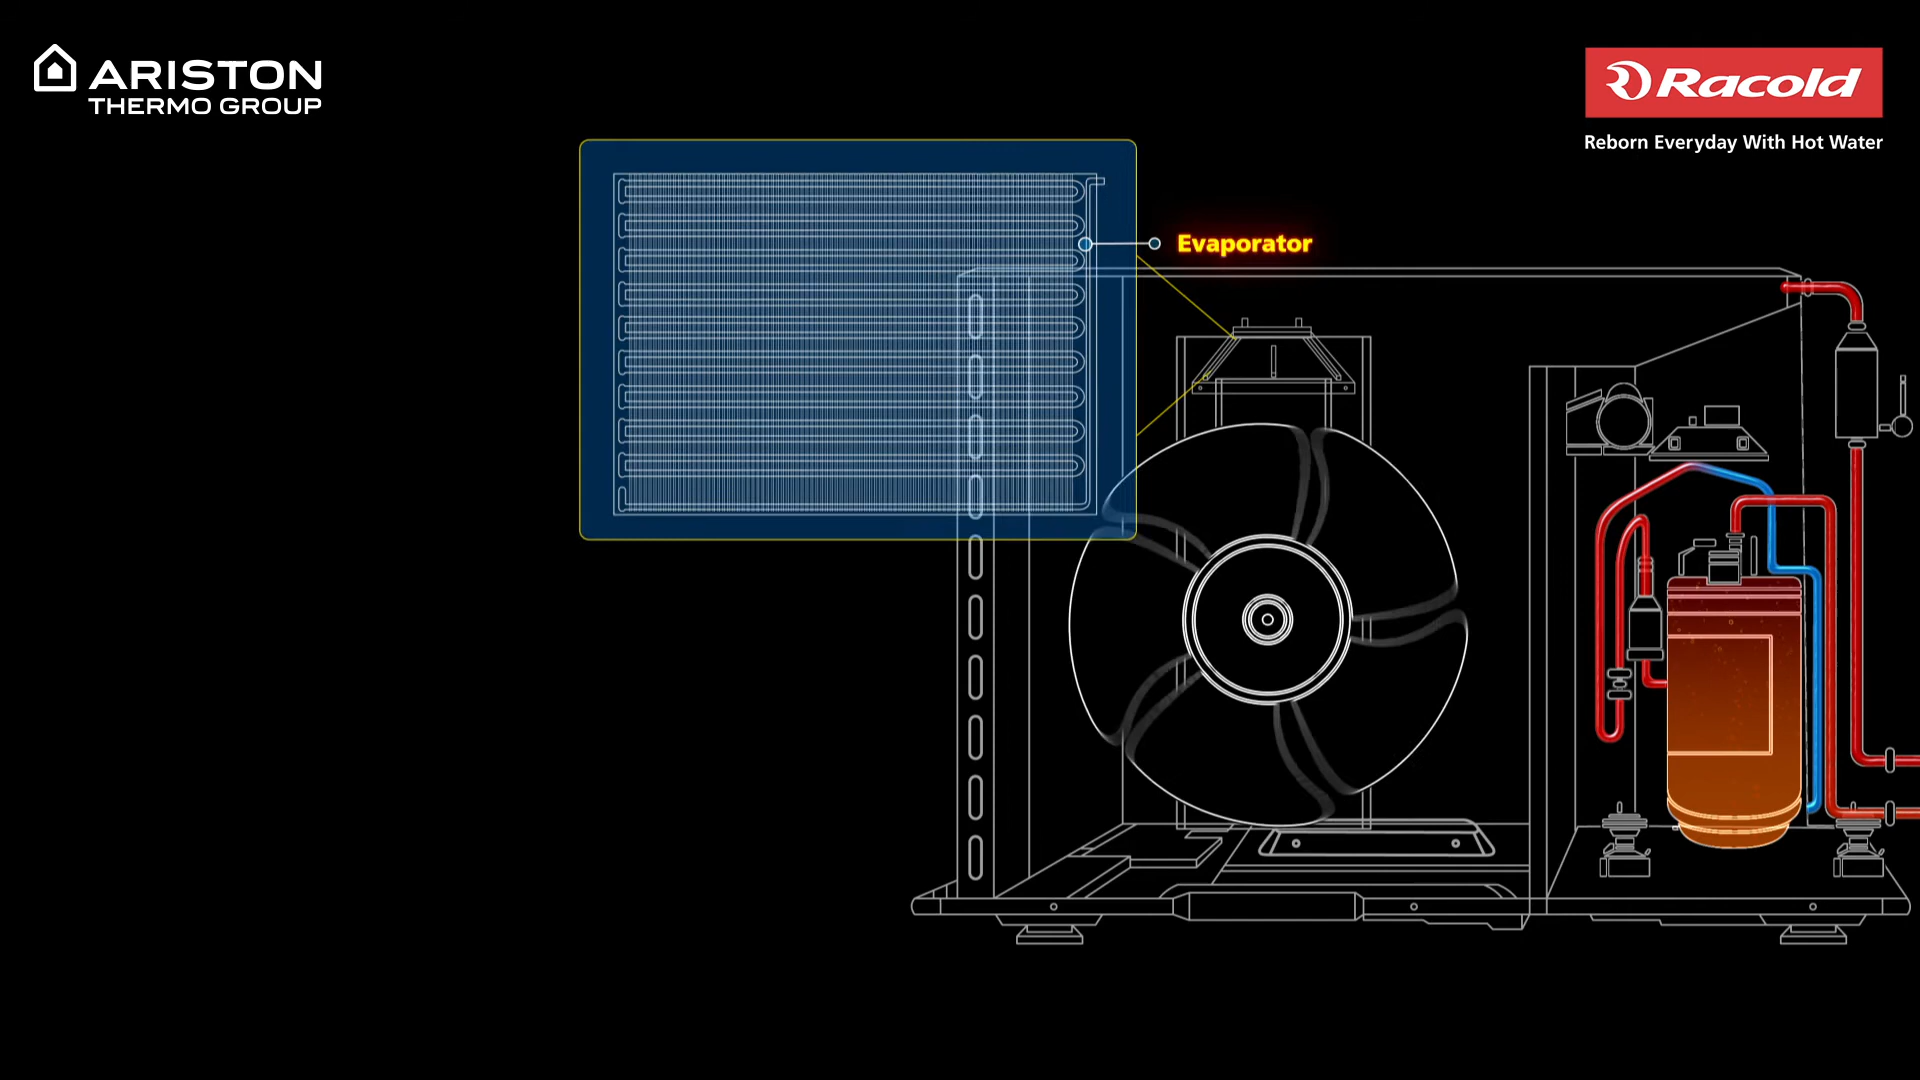 ARISTON
THERMO GROUP
Racold
Reborn Everyday With Hot Water
Evaporator